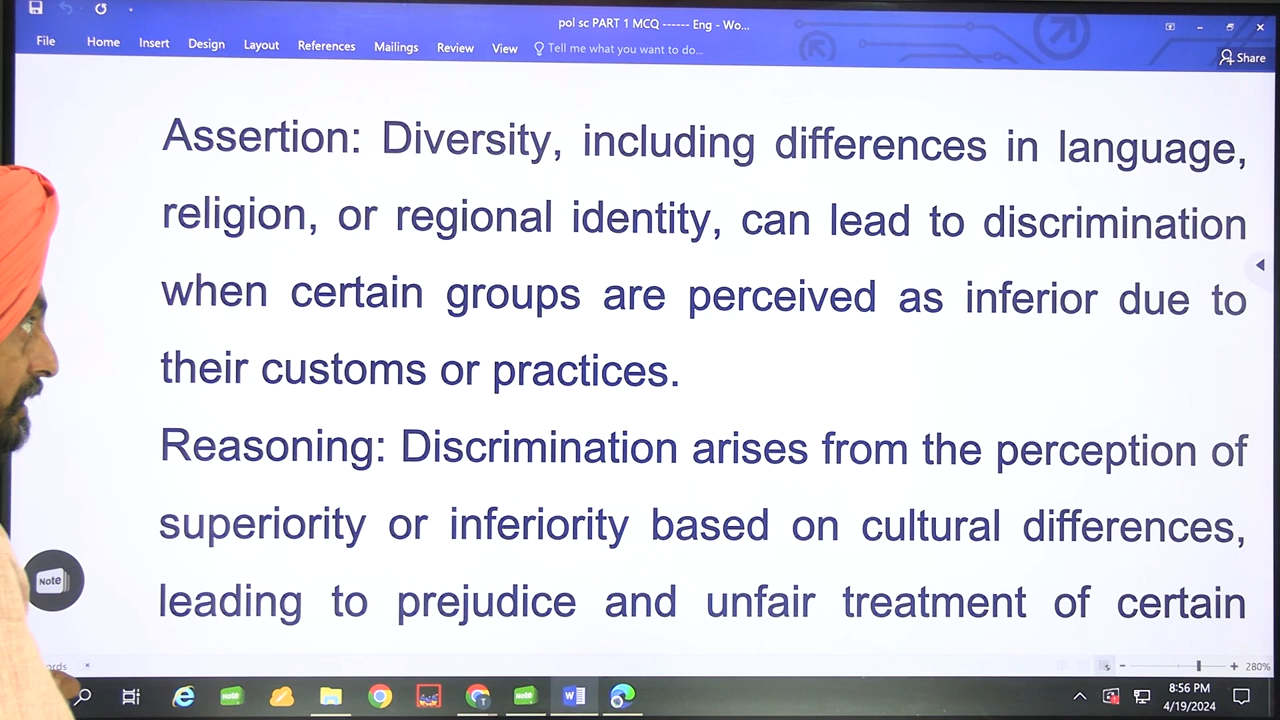 pol sc PART 1 MCQ ------ Eng - Wo...
File Home Insert Design Layout References Mailings Review View Tell me what you want to do...
Share
Assertion: Diversity, including differences in language,
religion, or regional identity, can lead to discrimination
when certain groups are perceived as inferior due to
their customs or practices.
Reasoning: Discrimination arises from the perception of
superiority or inferiority based on cultural differences,
Note
leading to prejudice and unfair treatment of certain
280%
Note
Note
T
8:56 PM
4/19/2024